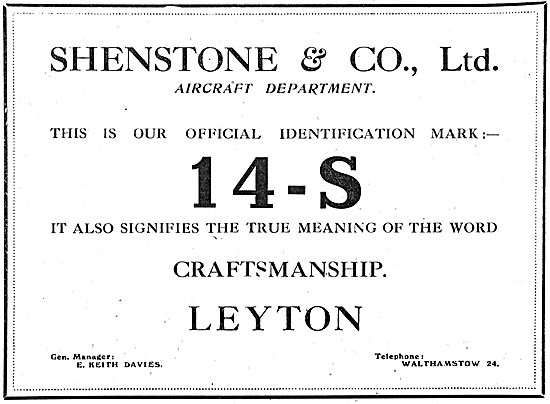 SHENSTONE & CO., Ltd.
AIRCRAFT DEPARTMENT.
THIS IS OUR OFFICIAL IDENTIFICATION MARK:—
14-S
IT ALSO SIGNIFIES THE TRUE MEANING OF THE WORD
CRAFTSMANSHIP.
LEYTON
Gen. Manager:
E. KEITH DAVIES.
Telephone:
WALTHAMSTOW 24.